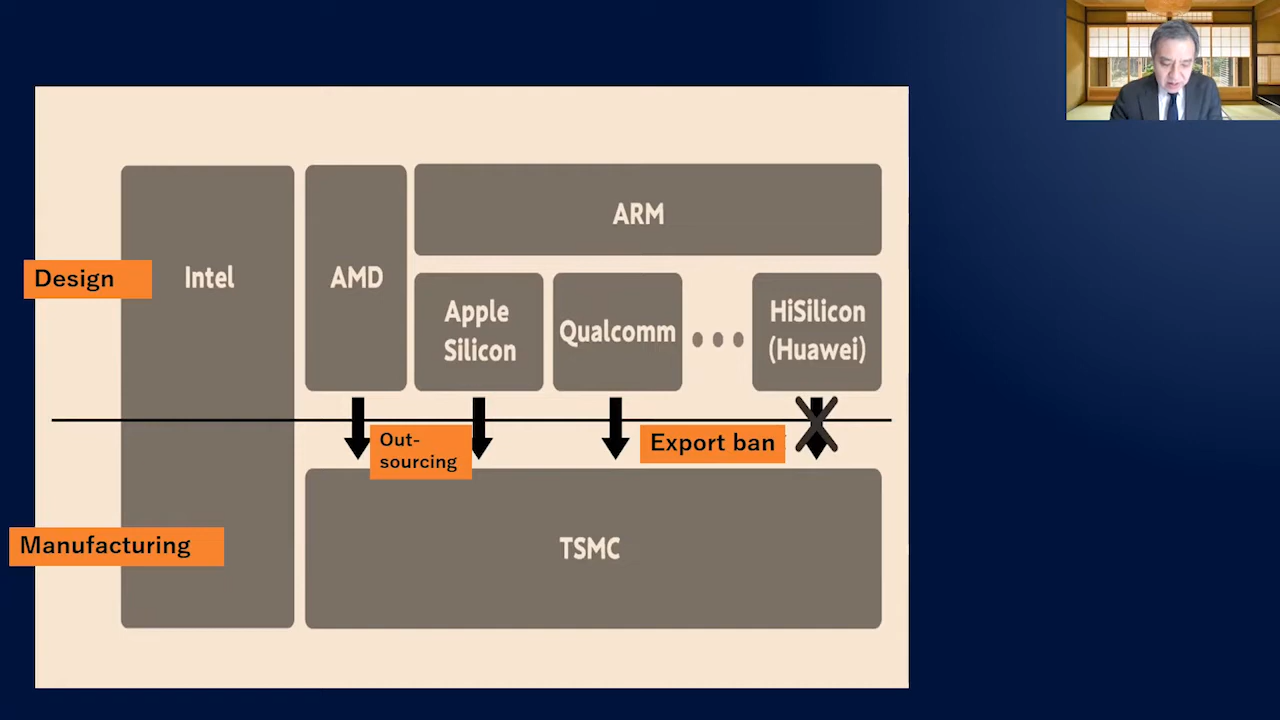 ARM
Design
Intel
AMD
Apple
Silicon
Qualcomm
HiSilicon
(Huawei)
Out-
sourcing
Export ban
Manufacturing
TSMC